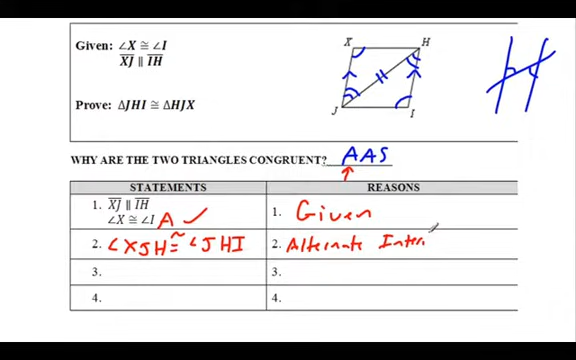 Given: ∠X ≅ ∠I
XJ ∥ IH
Prove: ΔJHI ≅ ΔHJX
X
H
J
I
WHY ARE THE TWO TRIANGLES CONGRUENT? AAS
STATEMENTS REASONS
1. XJ ∥ IH
∠X ≅ ∠I A ✓
1. Given
2. ∠XJH ≅ ∠JHI
2. Alternate Interi
3.
3.
4.
4.